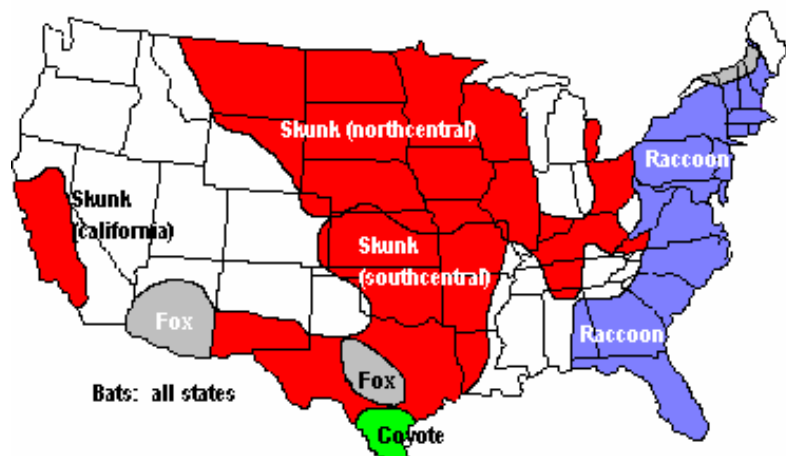 Skunk (northcentral)
Raccoon
Skunk
(california)
Skunk
(southcentral)
Fox
Raccoon
Fox
Bats: all states
Coyote